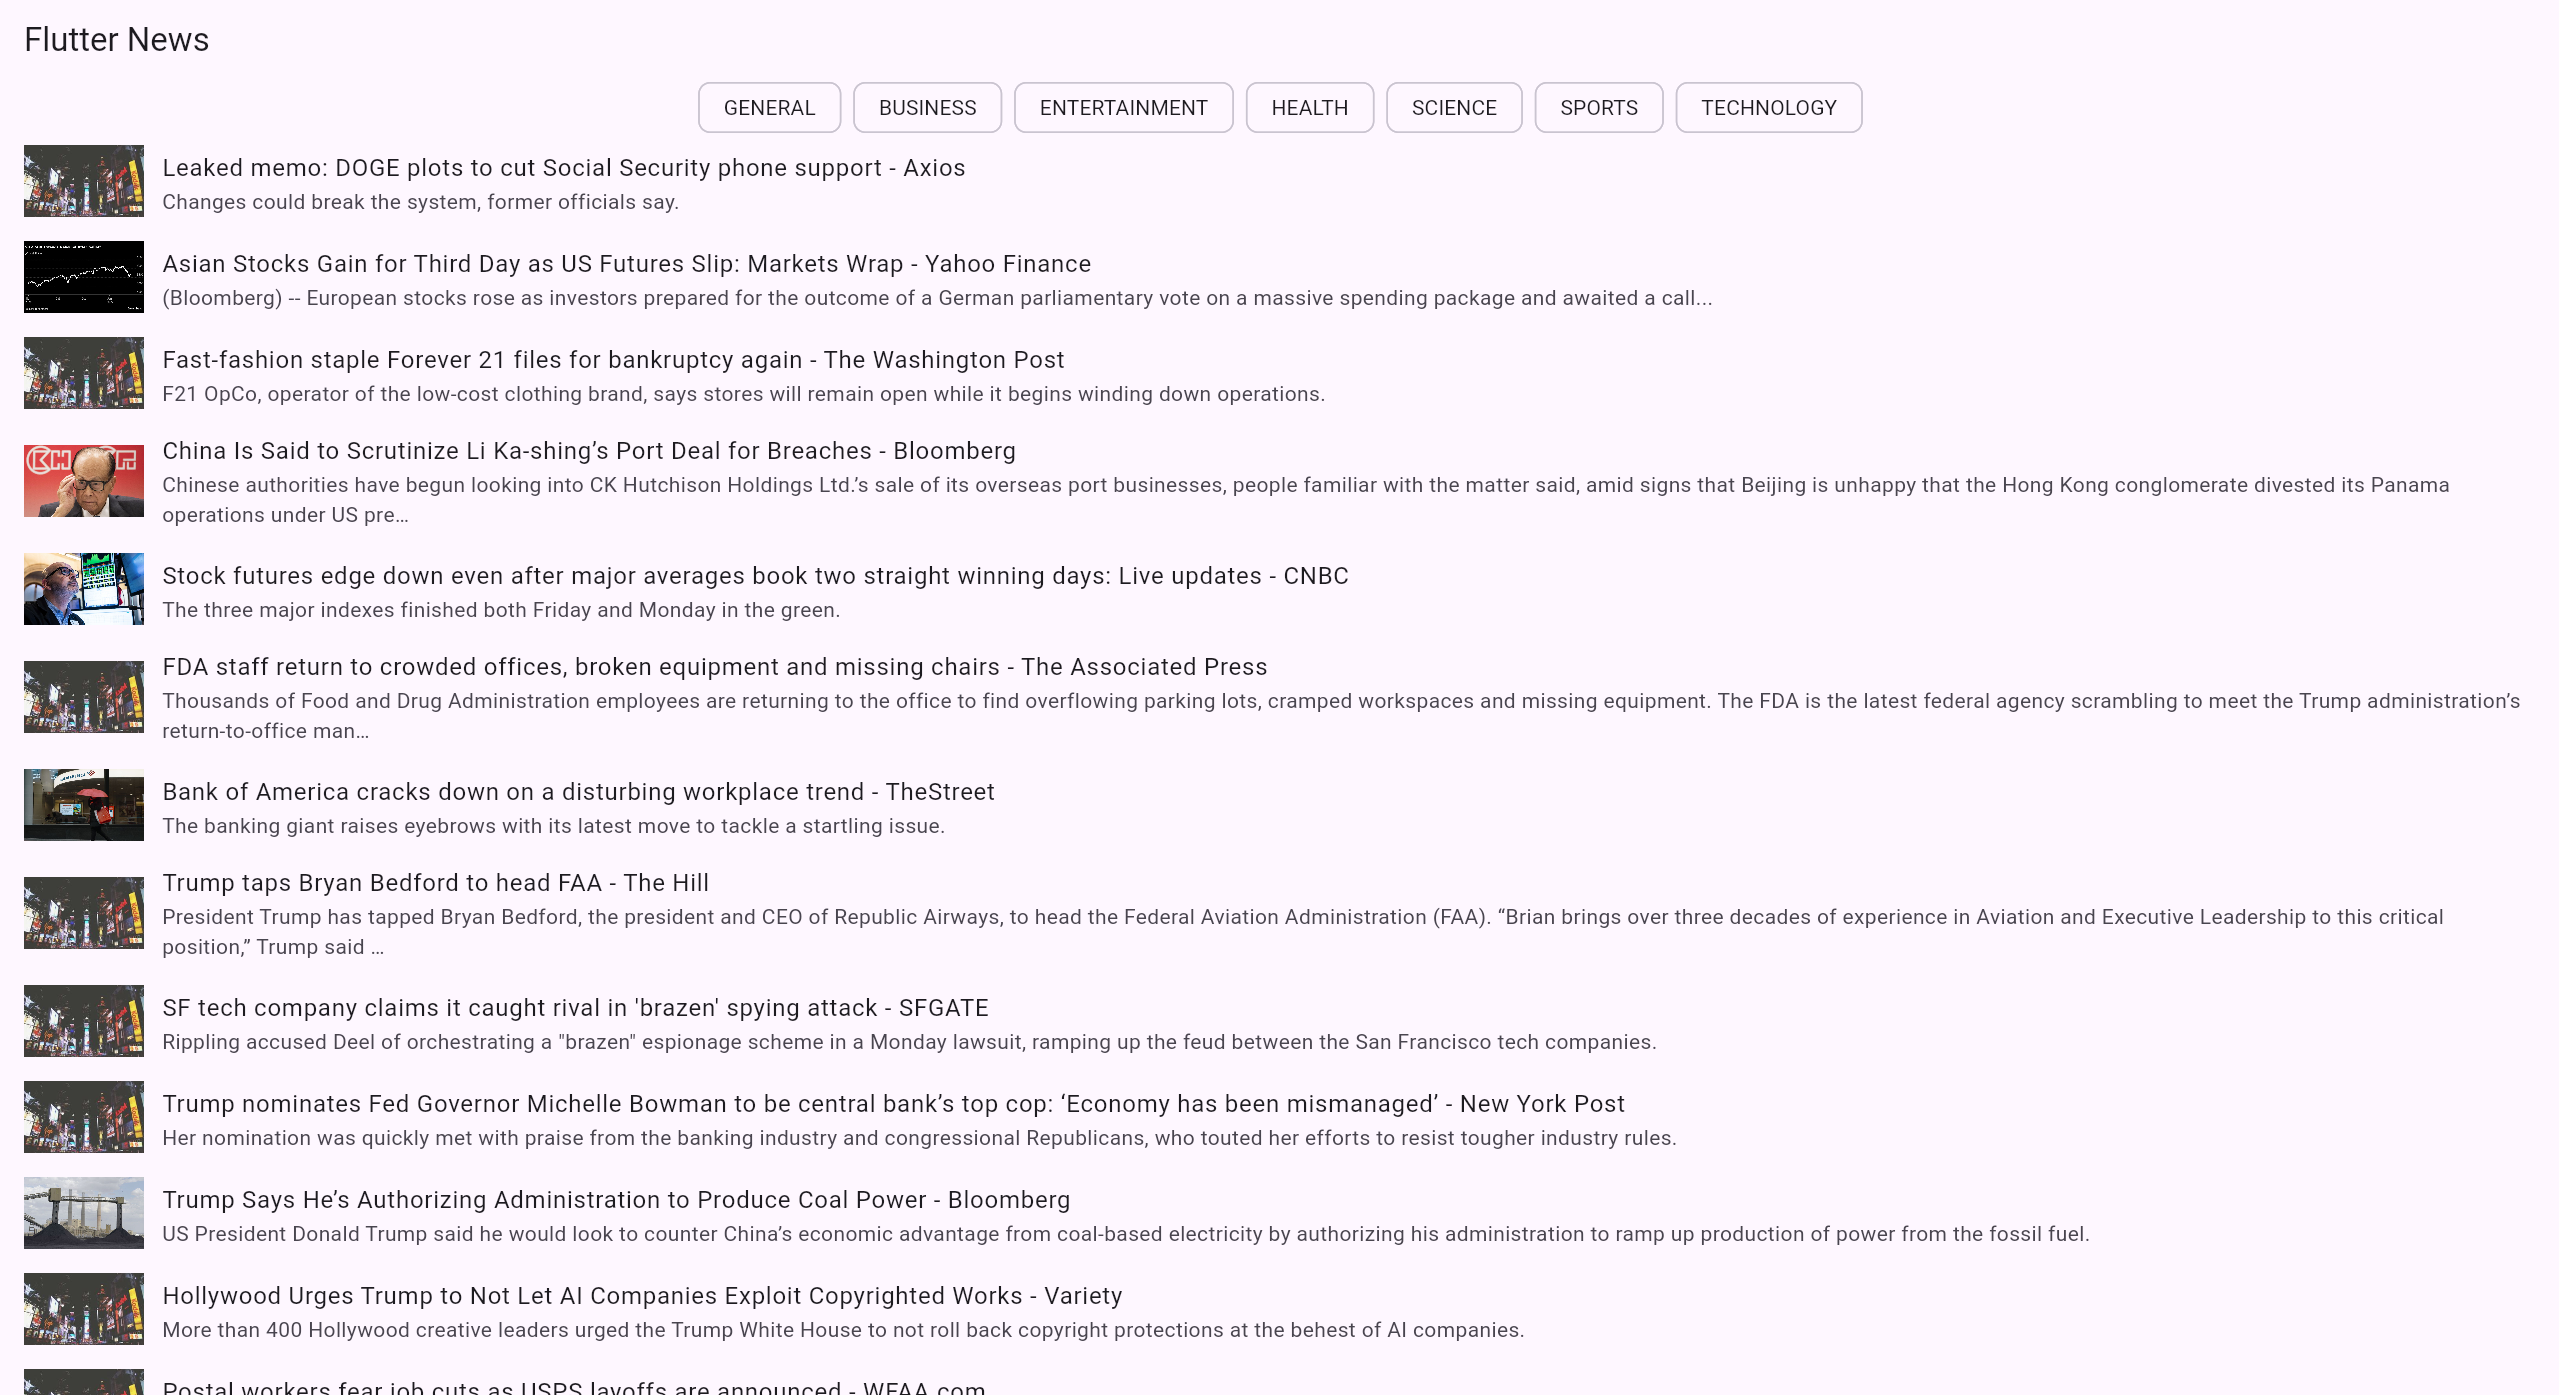 Flutter News
GENERAL
BUSINESS
ENTERTAINMENT
HEALTH
SCIENCE
SPORTS
TECHNOLOGY
Leaked memo: DOGE plots to cut Social Security phone support - Axios
Changes could break the system, former officials say.
Asian Stocks Gain for Third Day as US Futures Slip: Markets Wrap - Yahoo Finance
(Bloomberg) -- European stocks rose as investors prepared for the outcome of a German parliamentary vote on a massive spending package and awaited a call...
Fast-fashion staple Forever 21 files for bankruptcy again - The Washington Post
F21 OpCo, operator of the low-cost clothing brand, says stores will remain open while it begins winding down operations.
China Is Said to Scrutinize Li Ka-shing’s Port Deal for Breaches - Bloomberg
Chinese authorities have begun looking into CK Hutchison Holdings Ltd.’s sale of its overseas port businesses, people familiar with the matter said, amid signs that Beijing is unhappy that the Hong Kong conglomerate divested its Panama
operations under US pre…
Stock futures edge down even after major averages book two straight winning days: Live updates - CNBC
The three major indexes finished both Friday and Monday in the green.
FDA staff return to crowded offices, broken equipment and missing chairs - The Associated Press
Thousands of Food and Drug Administration employees are returning to the office to find overflowing parking lots, cramped workspaces and missing equipment. The FDA is the latest federal agency scrambling to meet the Trump administration’s
return-to-office man…
Bank of America cracks down on a disturbing workplace trend - TheStreet
The banking giant raises eyebrows with its latest move to tackle a startling issue.
Trump taps Bryan Bedford to head FAA - The Hill
President Trump has tapped Bryan Bedford, the president and CEO of Republic Airways, to head the Federal Aviation Administration (FAA). “Brian brings over three decades of experience in Aviation and Executive Leadership to this critical
position,” Trump said …
SF tech company claims it caught rival in 'brazen' spying attack - SFGATE
Rippling accused Deel of orchestrating a "brazen" espionage scheme in a Monday lawsuit, ramping up the feud between the San Francisco tech companies.
Trump nominates Fed Governor Michelle Bowman to be central bank’s top cop: ‘Economy has been mismanaged’ - New York Post
Her nomination was quickly met with praise from the banking industry and congressional Republicans, who touted her efforts to resist tougher industry rules.
Trump Says He’s Authorizing Administration to Produce Coal Power - Bloomberg
US President Donald Trump said he would look to counter China’s economic advantage from coal-based electricity by authorizing his administration to ramp up production of power from the fossil fuel.
Hollywood Urges Trump to Not Let AI Companies Exploit Copyrighted Works - Variety
More than 400 Hollywood creative leaders urged the Trump White House to not roll back copyright protections at the behest of AI companies.
Postal workers fear job cuts as USPS layoffs are announced - WFAA.com